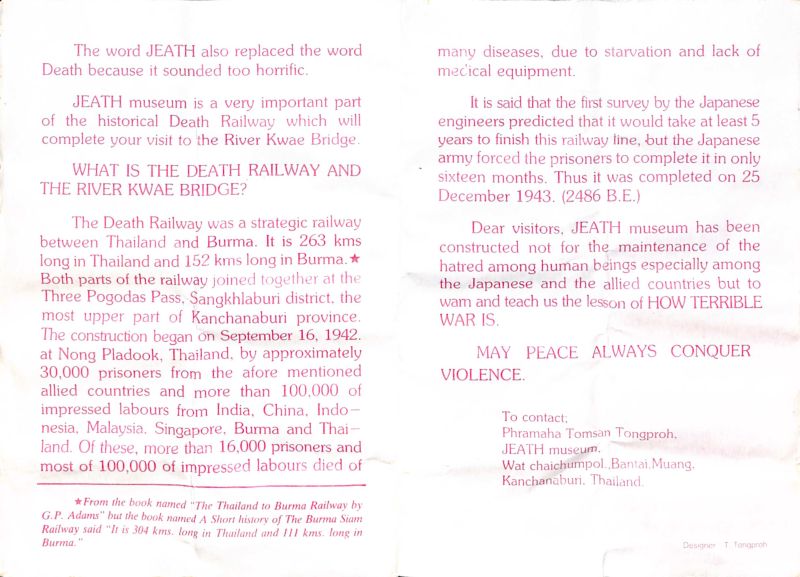 The word JEATH also replaced the word
Death because it sounded too horrific.
JEATH museum is a very important part
of the historical Death Railway which will
complete your visit to the River Kwae Bridge.
WHAT IS THE DEATH RAILWAY AND
THE RIVER KWAE BRIDGE?
The Death Railway was a strategic railway
between Thailand and Burma. It is 263 kms
long in Thailand and 152 kms long in Burma.★
Both parts of the railway joined together at the
Three Pogodas Pass, Sangkhlaburi district, the
most upper part of Kanchanaburi province.
The construction began on September 16, 1942.
at Nong Pladook, Thailand, by approximately
30,000 prisoners from the afore mentioned
allied countries and more than 100,000 of
impressed labours from India, China, Indo—
nesia, Malaysia, Singapore, Burma and Thai—
land. Of these, more than 16,000 prisoners and
most of 100,000 of impressed labours died of
★From the book named "The Thailand to Burma Railway by
G.P. Adams" but the book named A Short history of The Burma Siam
Railway said "It is 304 kms. long in Thailand and 111 kms. long in
Burma."
many diseases, due to starvation and lack of
medical equipment.
It is said that the first survey by the Japanese
engineers predicted that it would take at least 5
years to finish this railway line, but the Japanese
army forced the prisoners to complete it in only
sixteen months. Thus it was completed on 25
December 1943. (2486 B.E.)
Dear visitors, JEATH museum has been
constructed not for the maintenance of the
hatred among human beings especially among
the Japanese and the allied countries but to
warn and teach us the lesson of HOW TERRIBLE
WAR IS.
MAY PEACE ALWAYS CONQUER
VIOLENCE.
To contact;
Phramaha Tomsan Tongproh,
JEATH museum,
Wat chaichumpol.,Bantai,Muang,
Kanchanaburi, Thailand.
Designer T. Tongproh